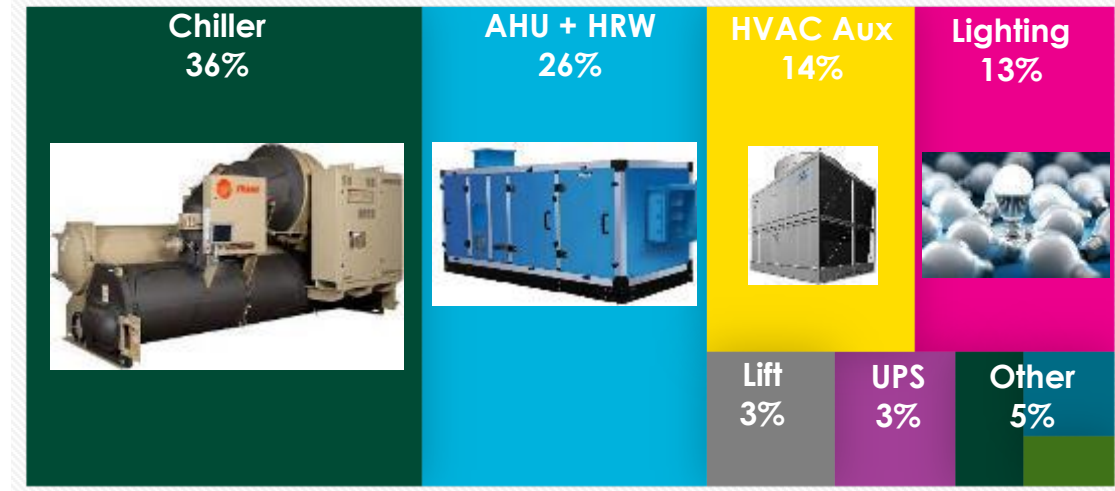 Chiller
36%
AHU + HRW
26%
HVAC Aux
14%
Lighting
13%
Lift
3%
UPS
3%
Other
5%